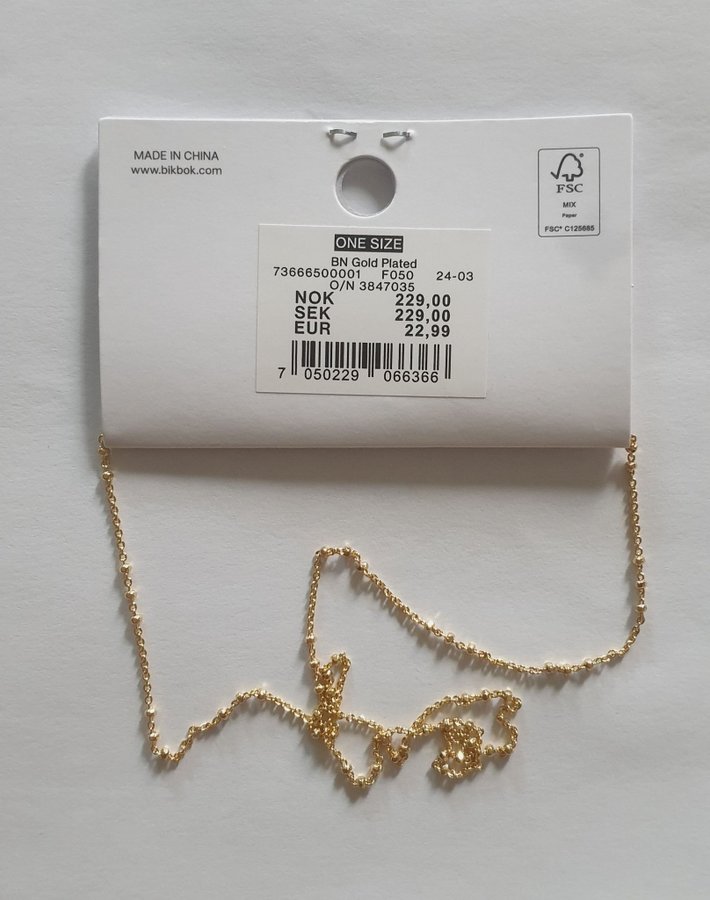 MADE IN CHINA
www.bikbok.com
FSC
MIX
Paper
FSC® C125685
ONE SIZE
BN Gold Plated
73666500001 F050 24-03
O/N 3847035
NOK 229,00
SEK 229,00
EUR 22,99
7 050229 066366